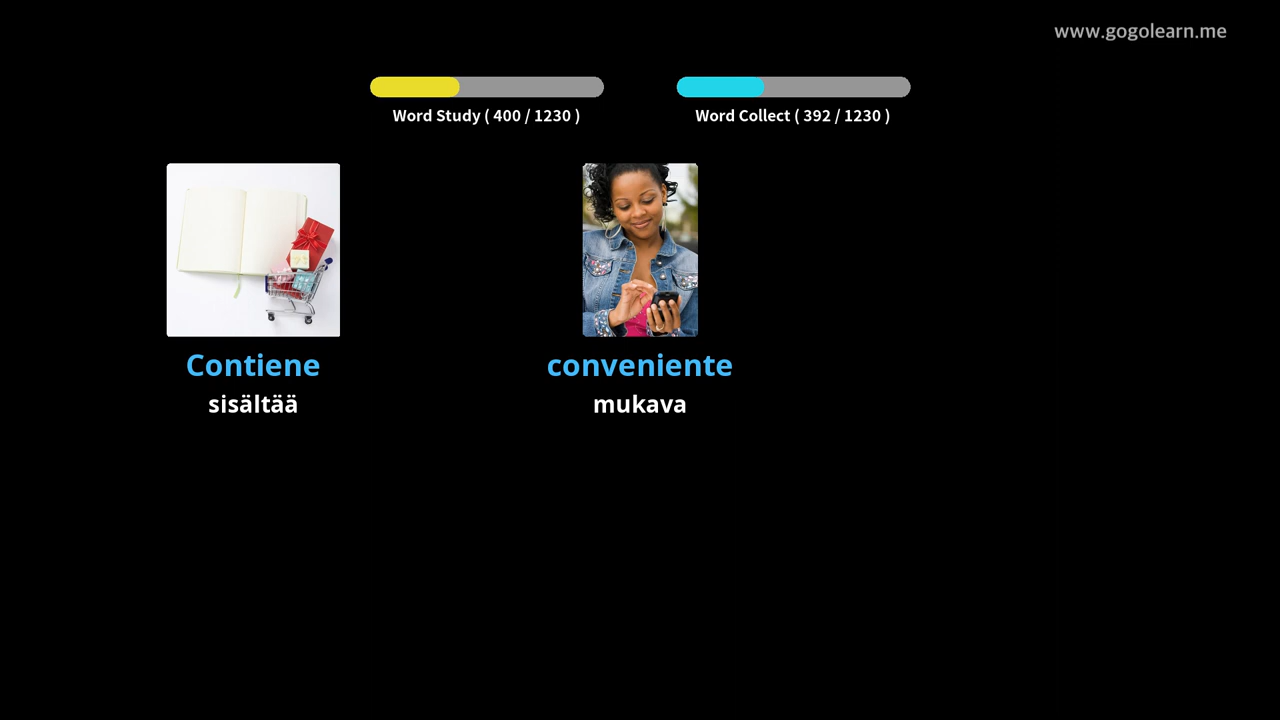 www.gogolearn.me
Word Study ( 400 / 1230 )
Word Collect ( 392 / 1230 )
Contiene
sisältää
conveniente
mukava